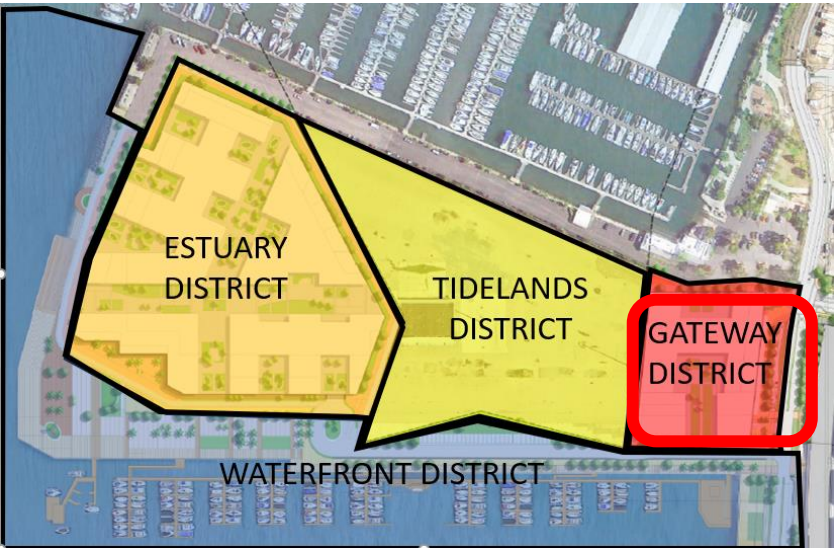 ESTUARY
DISTRICT
TIDELANDS
DISTRICT
GATEWAY
DISTRICT
WATERFRONT DISTRICT